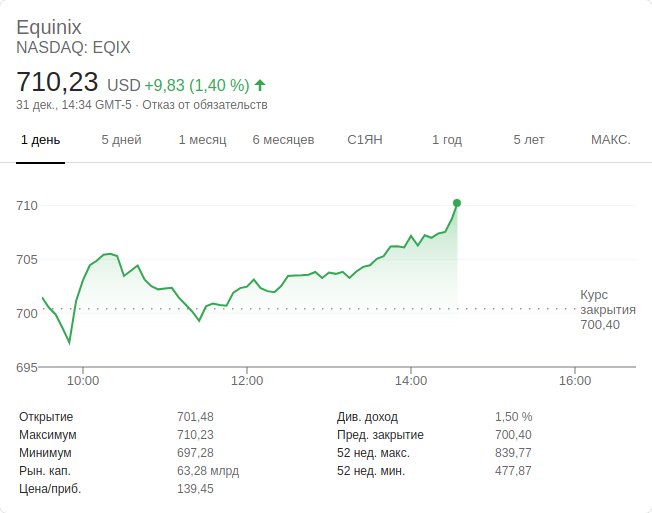 Equinix
NASDAQ: EQIX
710,23 USD +9,83 (1,40 %)
31 дек., 14:34 GMT-5 · Отказ от обязательств
1 день 5 дней 1 месяц 6 месяцев С1ЯН 1 год 5 лет МАКС.
710
705
700
695
Курс
закрытия
700,40
10:00 12:00 14:00 16:00
Открытие 701,48 Див. доход 1,50 %
Максимум 710,23 Пред. закрытие 700,40
Минимум 697,28 52 нед. макс. 839,77
Рын. кап. 63,28 млрд 52 нед. мин. 477,87
Цена/приб. 139,45